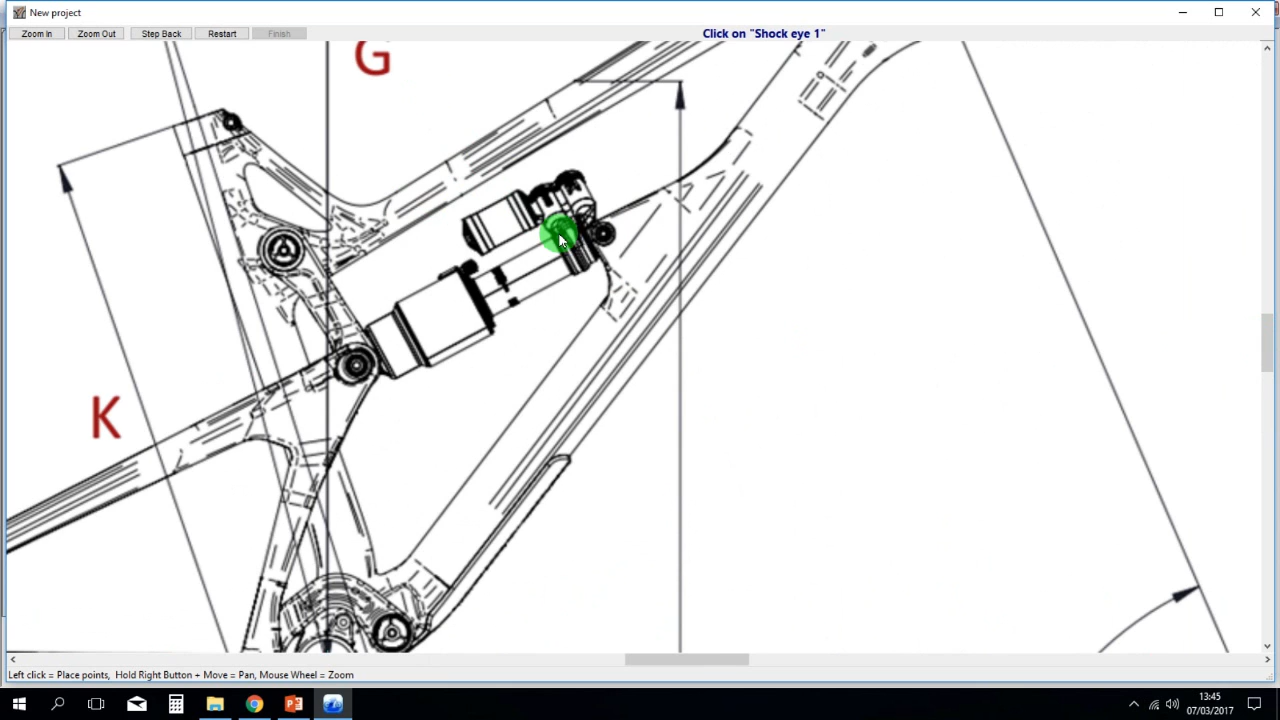 New project
Zoom In Zoom Out Step Back Restart Finish Click on "Shock eye 1"
G
K
Left click = Place points, Hold Right Button + Move = Pan, Mouse Wheel = Zoom
13:45
07/03/2017